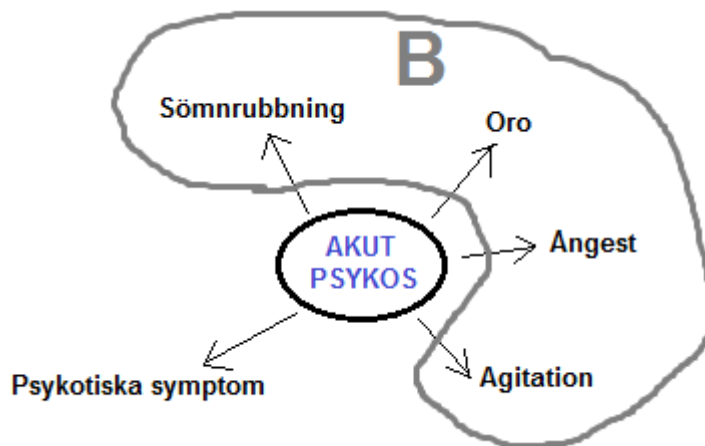 B
Sömnrubbning
Oro
AKUT
PSYKOS
Ångest
Psykotiska symptom
Agitation